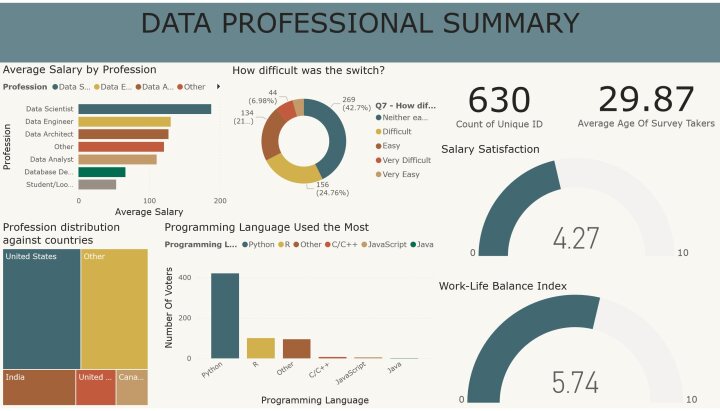 DATA PROFESSIONAL SUMMARY
Average Salary by Profession
Profession Data S... Data E... Data A... Other
Profession
Data Scientist
Data Engineer
Data Architect
Other
Data Analyst
Database De...
Student/Loo...
0 100 200
Average Salary
How difficult was the switch?
44
(6.98%)
134
(21...)
269
(42.7%)
156
(24.76%)
Q7 - How dif...
Neither ea...
Difficult
Easy
Very Difficult
Very Easy
630
Count of Unique ID
29.87
Average Age Of Survey Takers
Salary Satisfaction
4.27
0 10
Profession distribution
against countries
United States
Other
India
United ...
Cana...
Programming Language Used the Most
Programming L... Python R Other C/C++ JavaScript Java
Number Of Voters
400
200
0
Python R Other C/C++ JavaScript Java
Programming Language
Work-Life Balance Index
5.74
0 10